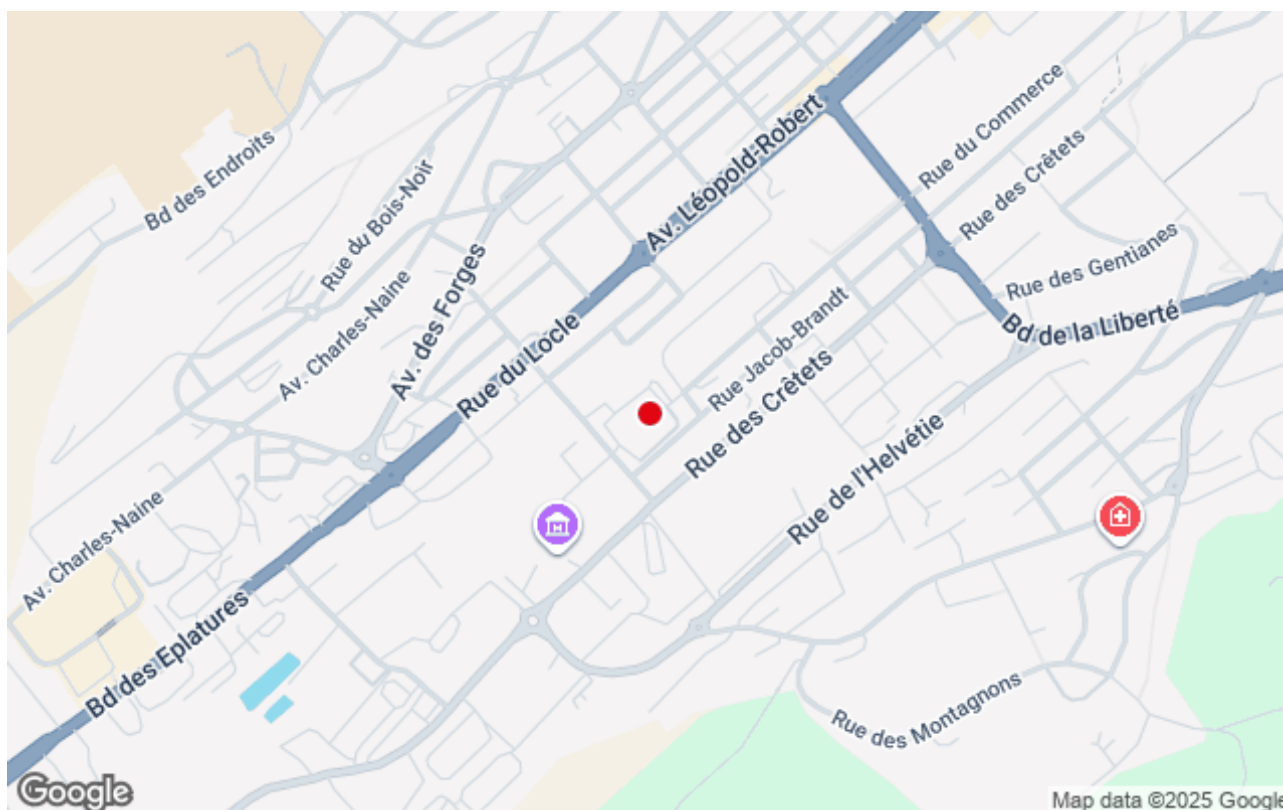 Av. Léopold-Robert
Rue du Commerce
Bd des Endroits
Rue du Bois-Noir
Rue des Crêtets
Av. des Forges
Av. Charles-Naine
Rue des Gentianes
Rue du Locle
Rue Jacob-Brandt
Bd de la Liberté
Rue des Crêtets
Rue de l'Helvétie
Av. Charles-Naine
Bd des Eplatures
Rue des Montagnons
Google
Map data ©2025 Google